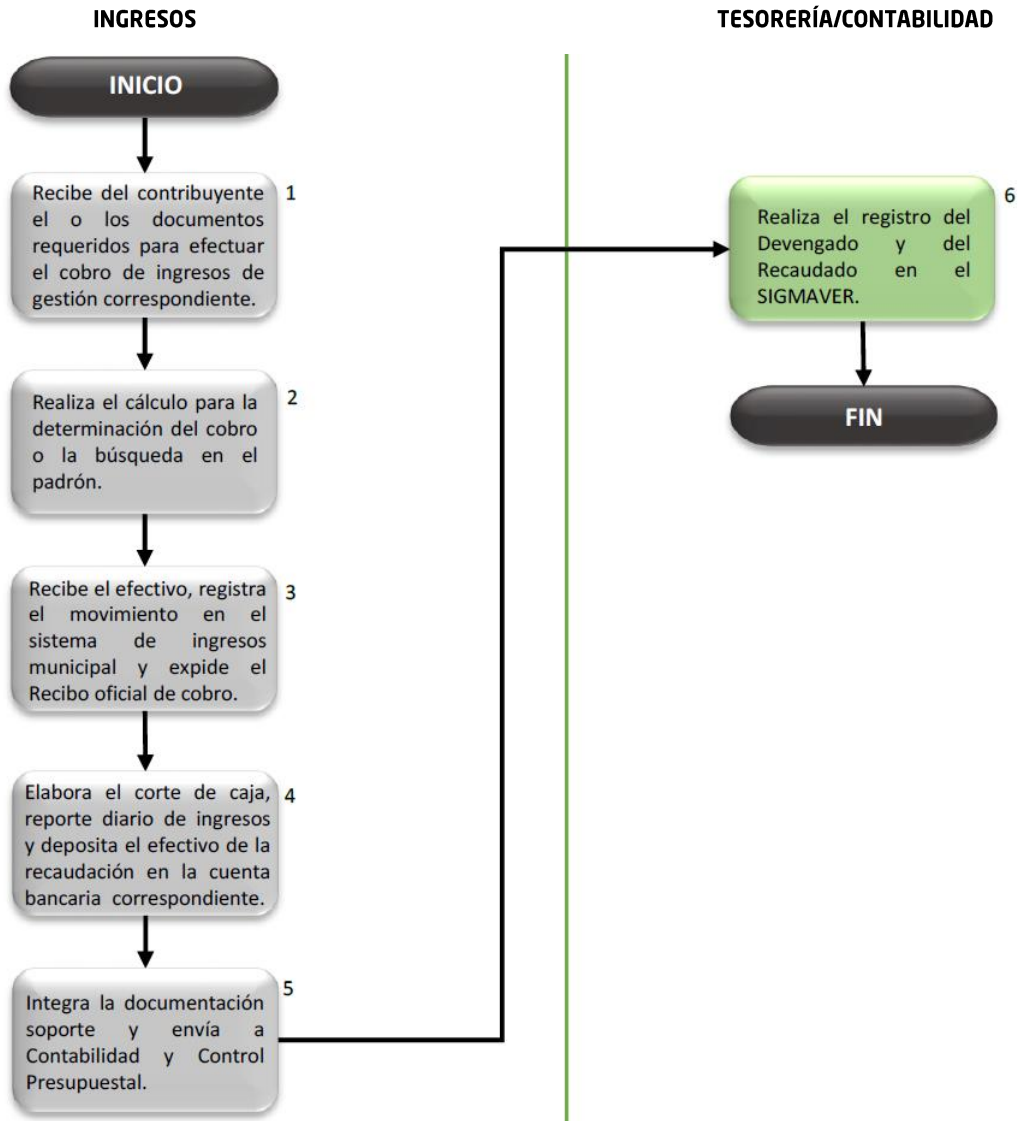 INGRESOS
TESORERÍA/CONTABILIDAD
INICIO
Recibe del contribuyente
el o los documentos
requeridos para efectuar
el cobro de ingresos de
gestión correspondiente.
1
Realiza el cálculo para la
determinación del cobro
o la búsqueda en el
padrón.
2
Recibe el efectivo, registra
el movimiento en el
sistema de ingresos
municipal y expide el
Recibo oficial de cobro.
3
Elabora el corte de caja,
reporte diario de ingresos
y deposita el efectivo de la
recaudación en la cuenta
bancaria correspondiente.
4
Integra la documentación
soporte y envía a
Contabilidad y Control
Presupuestal.
5
Realiza el registro del
Devengado y del
Recaudado en el
SIGMAVER.
6
FIN